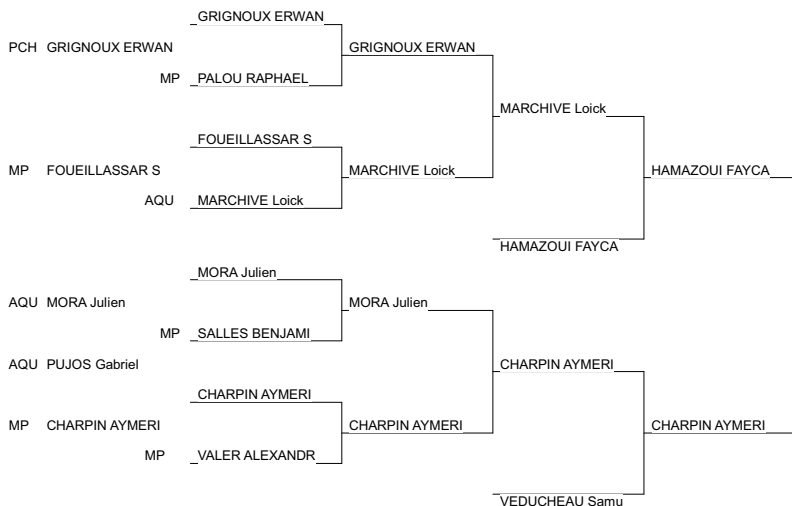 GRIGNOUX ERWAN
PCH GRIGNOUX ERWAN GRIGNOUX ERWAN
MP PALOU RAPHAEL
MARCHIVE Loick
FOUEILLASSAR S
MP FOUEILLASSAR S MARCHIVE Loick HAMAZOUI FAYCA
AQU MARCHIVE Loick
HAMAZOUI FAYCA
MORA Julien
AQU MORA Julien MORA Julien
MP SALLES BENJAMI
AQU PUJOS Gabriel CHARPIN AYMERI
CHARPIN AYMERI
MP CHARPIN AYMERI CHARPIN AYMERI CHARPIN AYMERI
MP VALER ALEXANDR
VEDUCHEAU Samu